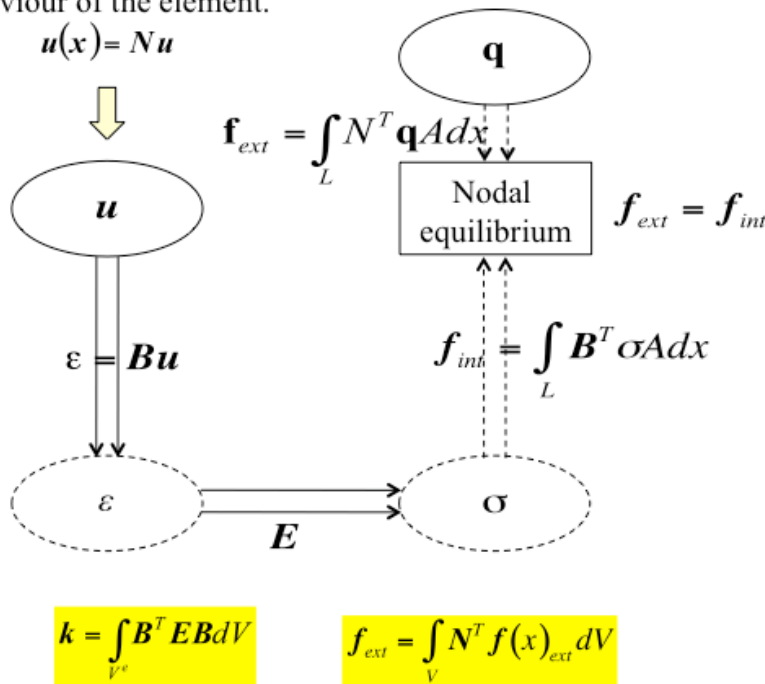 viour of the element.
u(x)= Nu
q
f_ext = ∫_L N^T qAdx
u
Nodal
equilibrium
f_ext = f_int
ε = Bu
f_int = ∫_L B^T σAdx
ε
σ
E
k = ∫_{V^e} B^T EBdV
f_ext = ∫_V N^T f(x)_ext dV